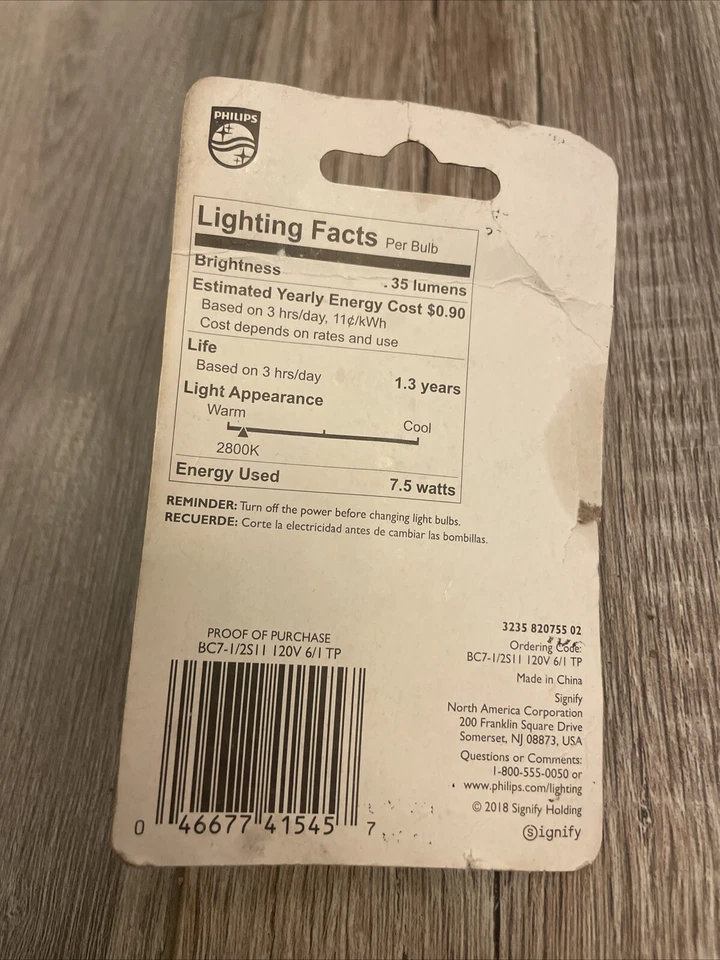 PHILIPS
Lighting Facts Per Bulb
Brightness 35 lumens
Estimated Yearly Energy Cost $0.90
Based on 3 hrs/day, 11¢/kWh
Cost depends on rates and use
Life
Based on 3 hrs/day 1.3 years
Light Appearance
Warm Cool
2800K
Energy Used 7.5 watts
REMINDER: Turn off the power before changing light bulbs.
RECUERDE: Corte la electricidad antes de cambiar las bombillas.
PROOF OF PURCHASE
BC7-1/2S11 120V 6/1 TP
0 46677 41545 7
3235 820755 02
Ordering Code:
BC7-1/2S11 120V 6/1 TP
Made in China
Signify
North America Corporation
200 Franklin Square Drive
Somerset, NJ 08873, USA
Questions or Comments:
1-800-555-0050 or
www.philips.com/lighting
© 2018 Signify Holding
Signify